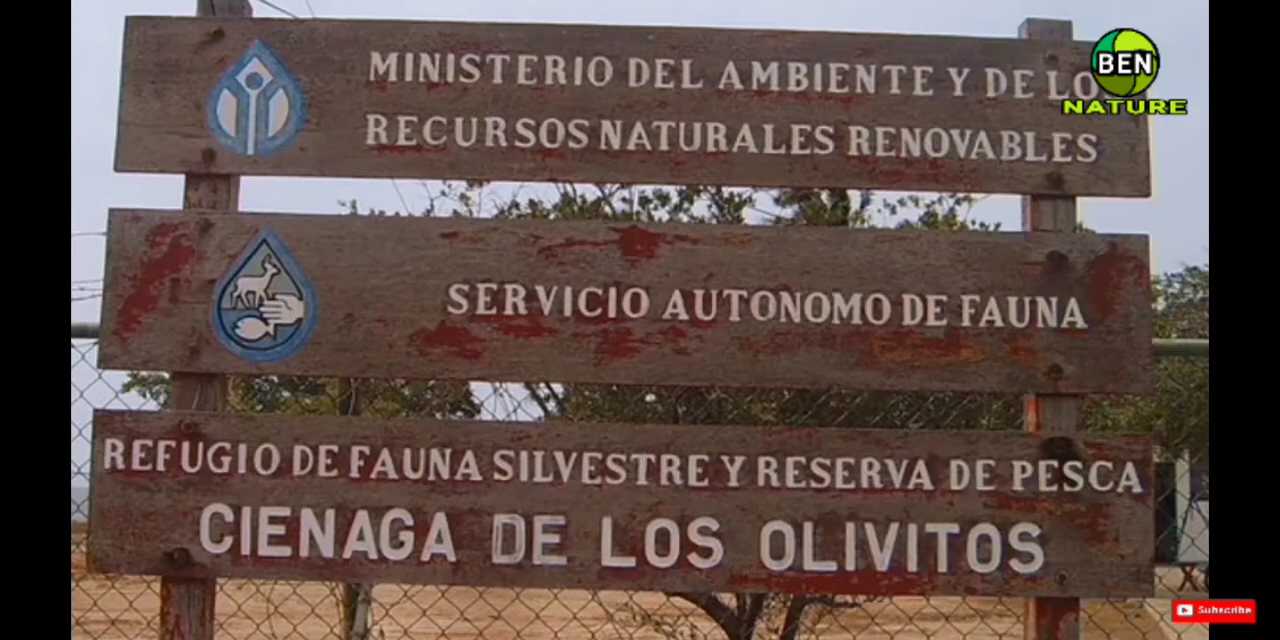 MINISTERIO DEL AMBIENTE Y DE LOS
RECURSOS NATURALES RENOVABLES
SERVICIO AUTONOMO DE FAUNA
REFUGIO DE FAUNA SILVESTRE Y RESERVA DE PESCA
CIENAGA DE LOS OLIVITOS
BEN
NATURE
Subscribe